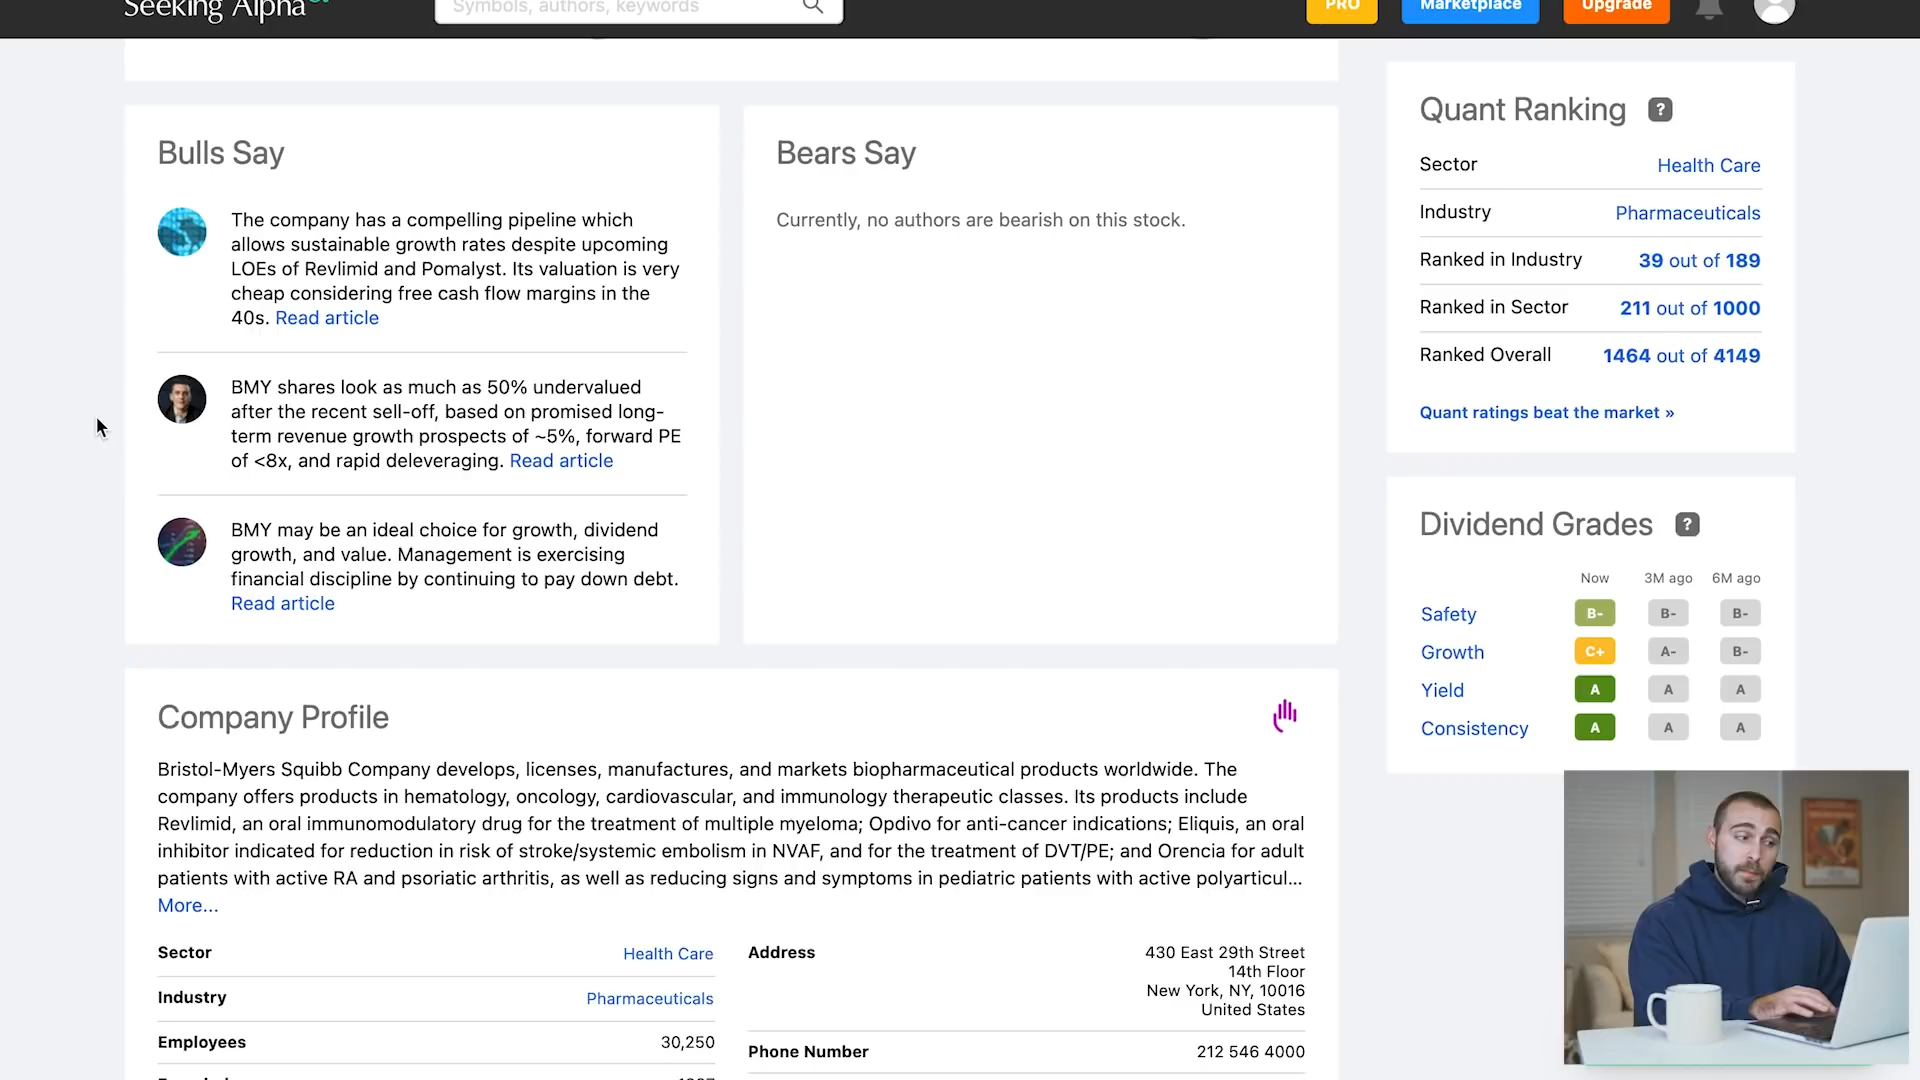 Seeking Alpha
Symbols, authors, keywords
PRO
Marketplace
Upgrade
Bulls Say
The company has a compelling pipeline which
allows sustainable growth rates despite upcoming
LOEs of Revlimid and Pomalyst. Its valuation is very
cheap considering free cash flow margins in the
40s. Read article
BMY shares look as much as 50% undervalued
after the recent sell-off, based on promised long-
term revenue growth prospects of ~5%, forward PE
of <8x, and rapid deleveraging. Read article
BMY may be an ideal choice for growth, dividend
growth, and value. Management is exercising
financial discipline by continuing to pay down debt.
Read article
Bears Say
Currently, no authors are bearish on this stock.
Quant Ranking ?
Sector Health Care
Industry Pharmaceuticals
Ranked in Industry 39 out of 189
Ranked in Sector 211 out of 1000
Ranked Overall 1464 out of 4149
Quant ratings beat the market »
Dividend Grades ?
Now 3M ago 6M ago
Safety B- B- B-
Growth C+ A- B-
Yield A A A
Consistency A A A
Company Profile
Bristol-Myers Squibb Company develops, licenses, manufactures, and markets biopharmaceutical products worldwide. The
company offers products in hematology, oncology, cardiovascular, and immunology therapeutic classes. Its products include
Revlimid, an oral immunomodulatory drug for the treatment of multiple myeloma; Opdivo for anti-cancer indications; Eliquis, an oral
inhibitor indicated for reduction in risk of stroke/systemic embolism in NVAF, and for the treatment of DVT/PE; and Orencia for adult
patients with active RA and psoriatic arthritis, as well as reducing signs and symptoms in pediatric patients with active polyarticul...
More...
Sector Health Care
Industry Pharmaceuticals
Employees 30,250
Address 430 East 29th Street
14th Floor
New York, NY, 10016
United States
Phone Number 212 546 4000